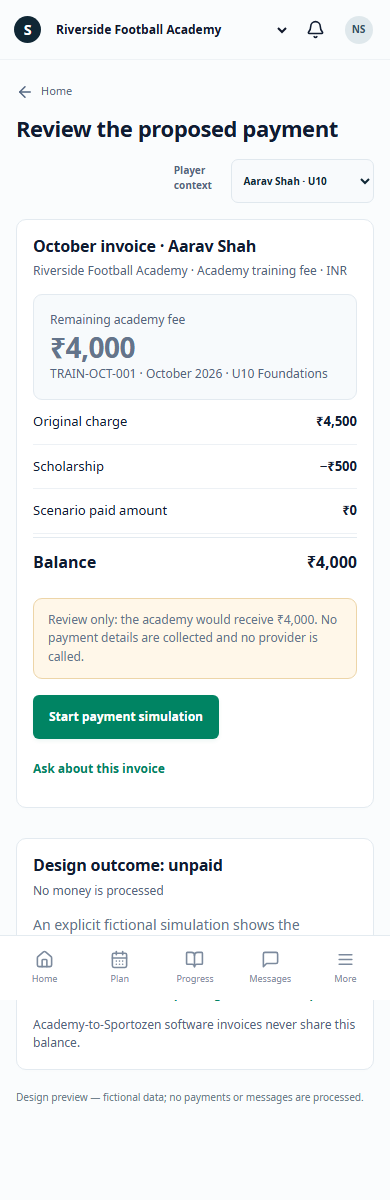 S Riverside Football Academy NS
Home
Review the proposed payment
Player
context
Aarav Shah · U10
October invoice · Aarav Shah
Riverside Football Academy · Academy training fee · INR
Remaining academy fee
₹4,000
TRAIN-OCT-001 · October 2026 · U10 Foundations
Original charge ₹4,500
Scholarship −₹500
Scenario paid amount ₹0
Balance ₹4,000
Review only: the academy would receive ₹4,000. No
payment details are collected and no provider is
called.
Start payment simulation
Ask about this invoice
Design outcome: unpaid
No money is processed
An explicit fictional simulation shows the
Home Plan Progress Messages More
Academy-to-Sportozen software invoices never share this
balance.
Design preview — fictional data; no payments or messages are processed.